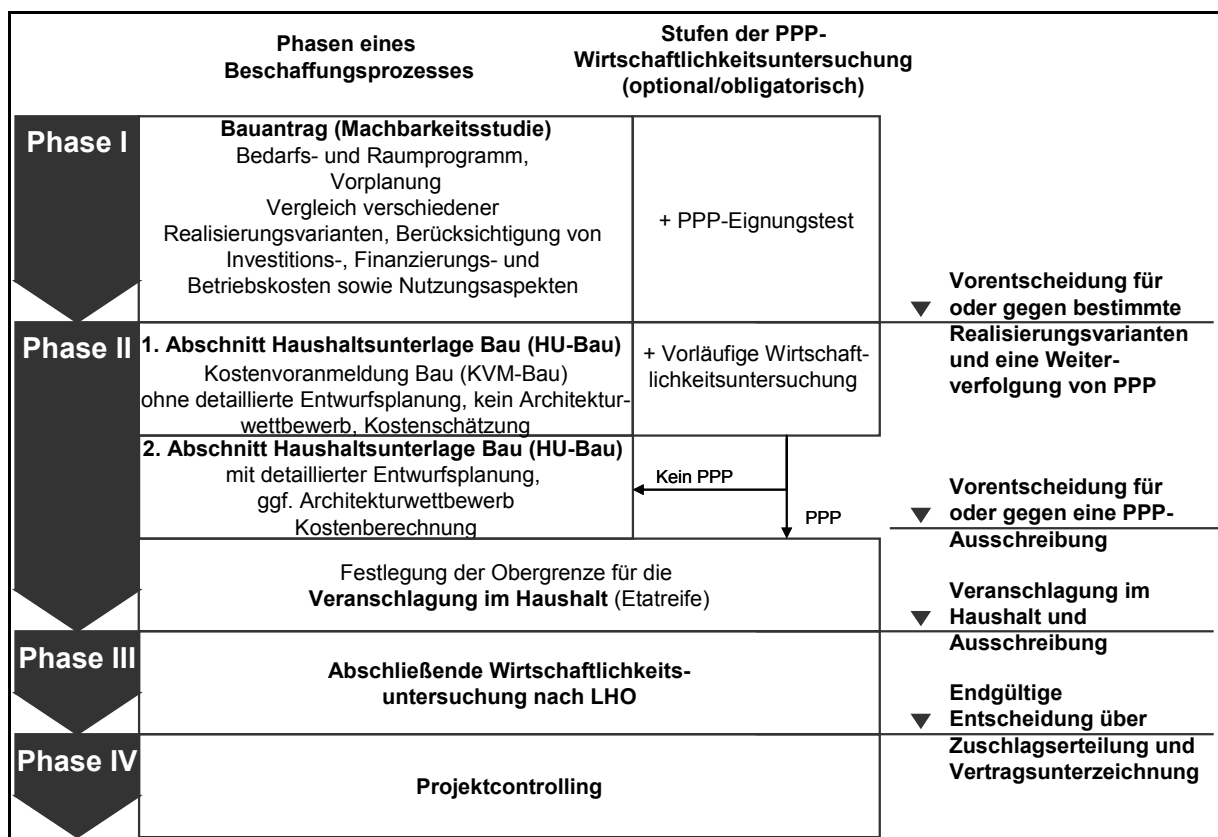 Phasen eines
Beschaffungsprozesses
Stufen der PPP-
Wirtschaftlichkeitsuntersuchung
(optional/obligatorisch)
Phase I
Bauantrag (Machbarkeitsstudie)
Bedarfs- und Raumprogramm,
Vorplanung
Vergleich verschiedener
Realisierungsvarianten, Berücksichtigung von
Investitions-, Finanzierungs- und
Betriebskosten sowie Nutzungsaspekten
+ PPP-Eignungstest
Vorentscheidung für
oder gegen bestimmte
Realisierungsvarianten
und eine Weiter-
verfolgung von PPP
Phase II
1. Abschnitt Haushaltsunterlage Bau (HU-Bau)
Kostenvoranmeldung Bau (KVM-Bau)
ohne detaillierte Entwurfsplanung, kein Architektur-
wettbewerb, Kostenschätzung
+ Vorläufige Wirtschaft-
lichkeitsuntersuchung
2. Abschnitt Haushaltsunterlage Bau (HU-Bau)
mit detaillierter Entwurfsplanung,
ggf. Architekturwettbewerb
Kostenberechnung
Kein PPP
PPP
Vorentscheidung für
oder gegen eine PPP-
Ausschreibung
Festlegung der Obergrenze für die
Veranschlagung im Haushalt (Etatreife)
Veranschlagung im
Haushalt und
Ausschreibung
Phase III
Abschließende Wirtschaftlichkeits-
untersuchung nach LHO
Endgültige
Entscheidung über
Zuschlagserteilung und
Vertragsunterzeichnung
Phase IV
Projektcontrolling